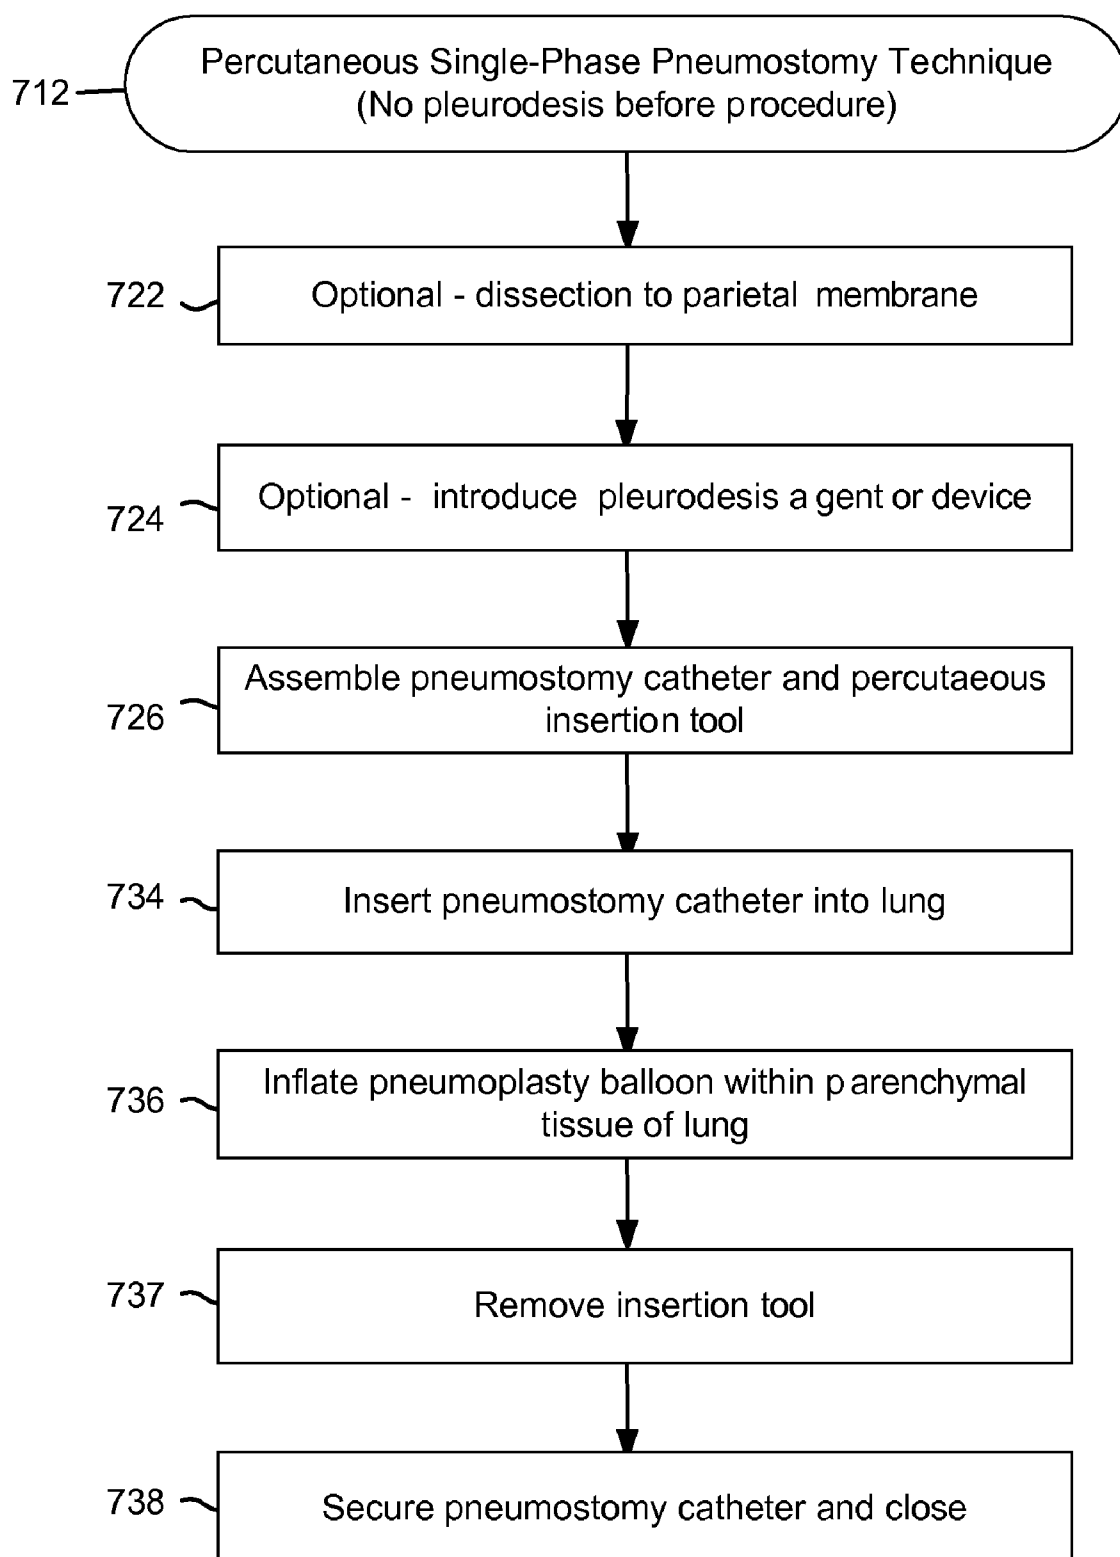 Percutaneous Single-Phase Pneumostomy Technique
(No pleurodesis before procedure)
712
722
Optional - dissection to parietal membrane
724
Optional - introduce pleurodesis agent or device
726
Assemble pneumostomy catheter and percutaeous
insertion tool
734
Insert pneumostomy catheter into lung
736
Inflate pneumoplasty balloon within parenchymal
tissue of lung
737
Remove insertion tool
738
Secure pneumostomy catheter and close